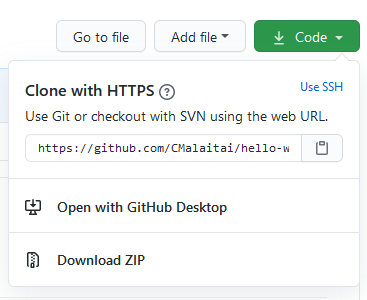 Go to file
Add file
Code
Clone with HTTPS
Use SSH
Use Git or checkout with SVN using the web URL.
https://github.com/CMalaitai/hello-w
Open with GitHub Desktop
Download ZIP